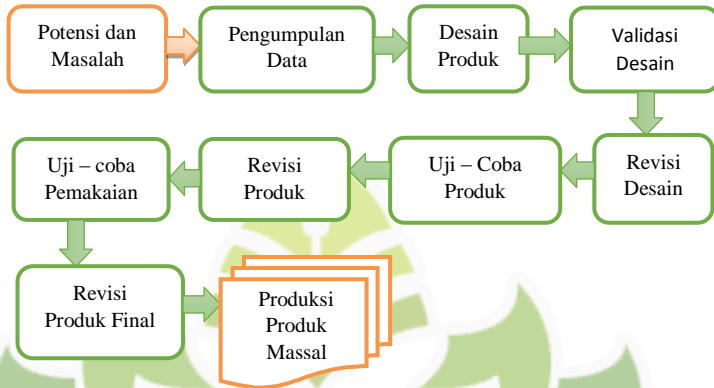 Potensi dan
Masalah
Pengumpulan
Data
Desain
Produk
Validasi
Desain
Revisi
Desain
Uji – Coba
Produk
Revisi
Produk
Uji – coba
Pemakaian
Revisi
Produk Final
Produksi
Produk
Massal